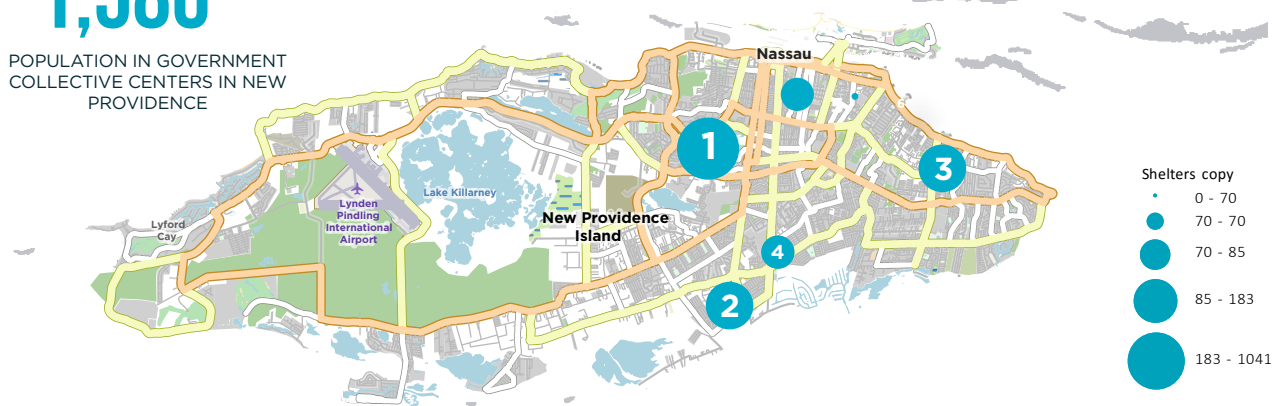 POPULATION IN GOVERNMENT
COLLECTIVE CENTERS IN NEW
PROVIDENCE
Nassau
1
3
Lake Killarney
Lynden
Pindling
International
Airport
New Providence
Island
Lyford
Cay
4
2
Shelters copy
0 - 70
70 - 70
70 - 85
85 - 183
183 - 1041